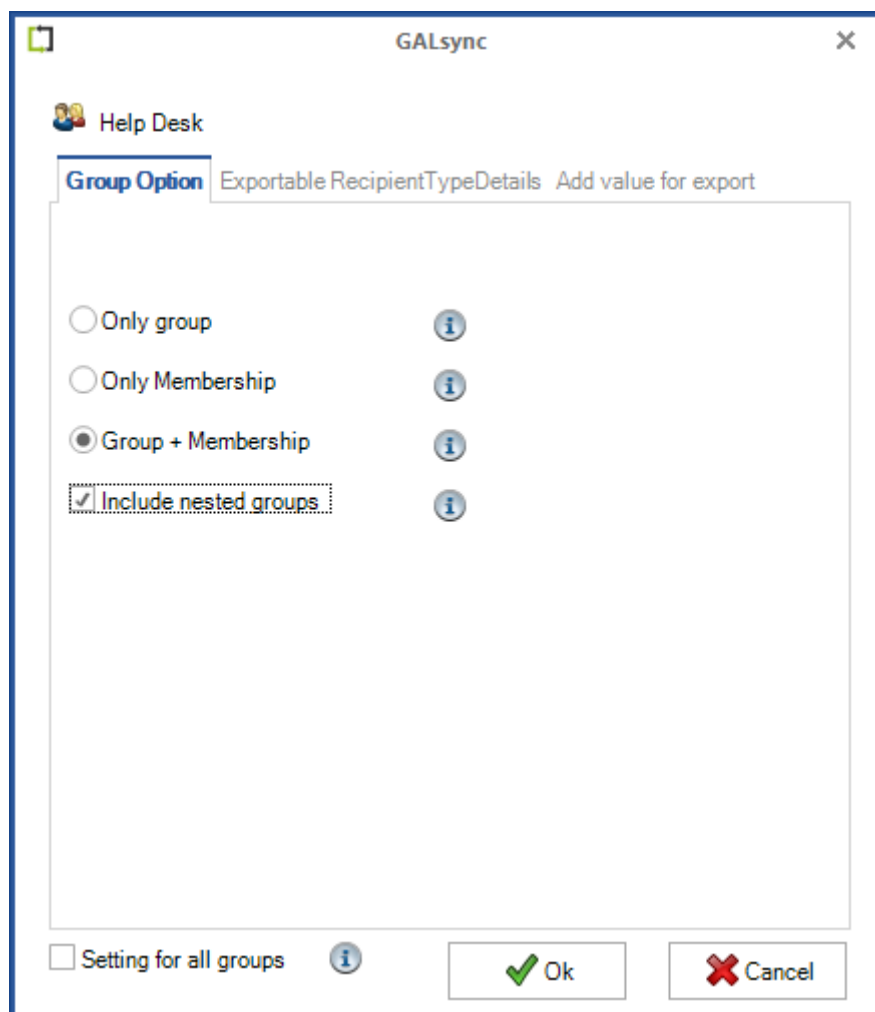 GALsync
Help Desk
Group Option Exportable RecipientTypeDetails Add value for export
Only group
Only Membership
Group + Membership
Include nested groups
Setting for all groups Ok Cancel